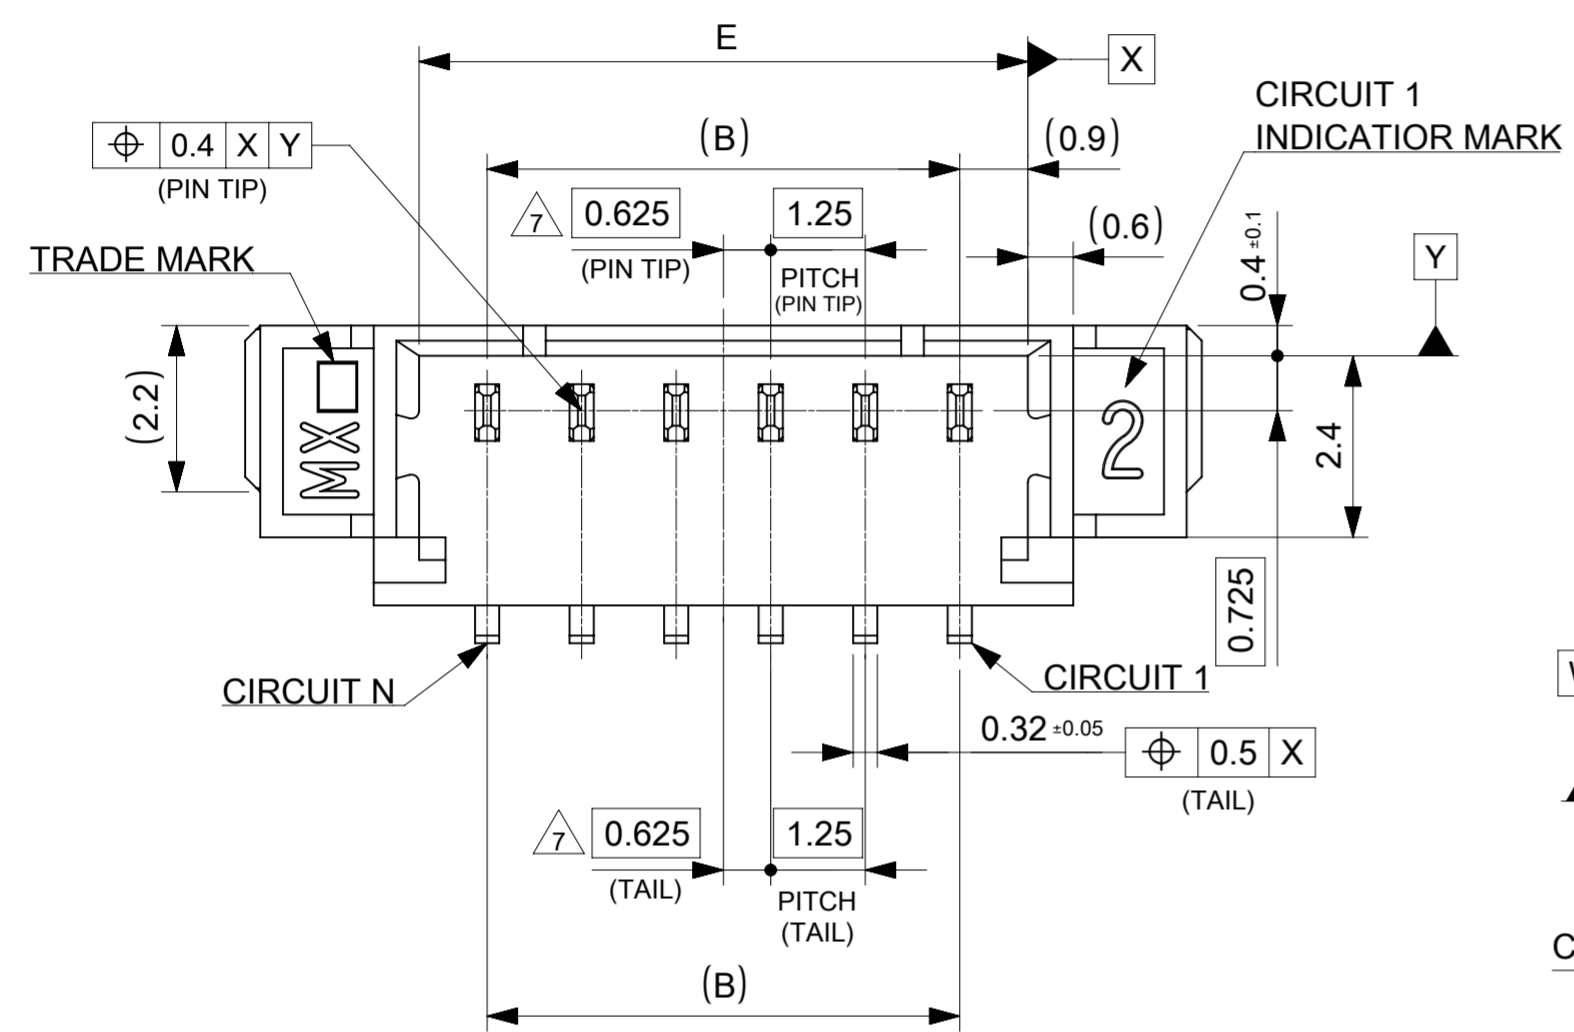 E
X
CIRCUIT 1
INDICATIOR MARK
(B)
(0.9)
⌖ 0.4 X Y
(PIN TIP)
7 0.625
(PIN TIP)
1.25
PITCH
(PIN TIP)
(0.6)
0.4 ±0.1
Y
TRADE MARK
(2.2)
MX
2
2.4
0.725
CIRCUIT N
CIRCUIT 1
0.32 ±0.05
⌖ 0.5 X
(TAIL)
7 0.625
(TAIL)
1.25
PITCH
(TAIL)
(B)
C